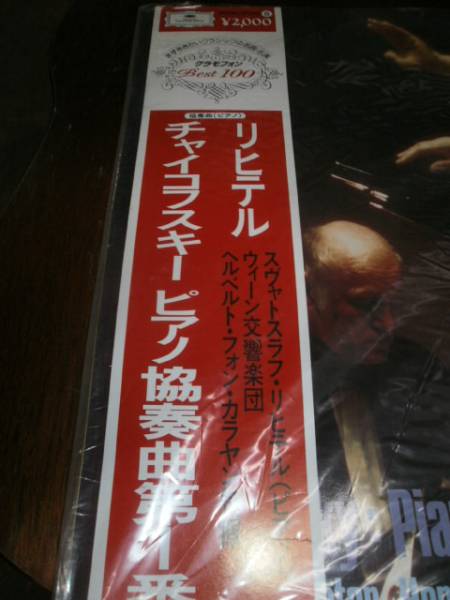 ¥2,000
グラモフォン
Best 100
協奏曲(ピアノ)
リヒテル
チャイコフスキー ピアノ協奏曲第1番
スヴャトスラフ・リヒテル(ピ
ウィーン交響楽団
ヘルベルト・フォン・カラヤン
Pia